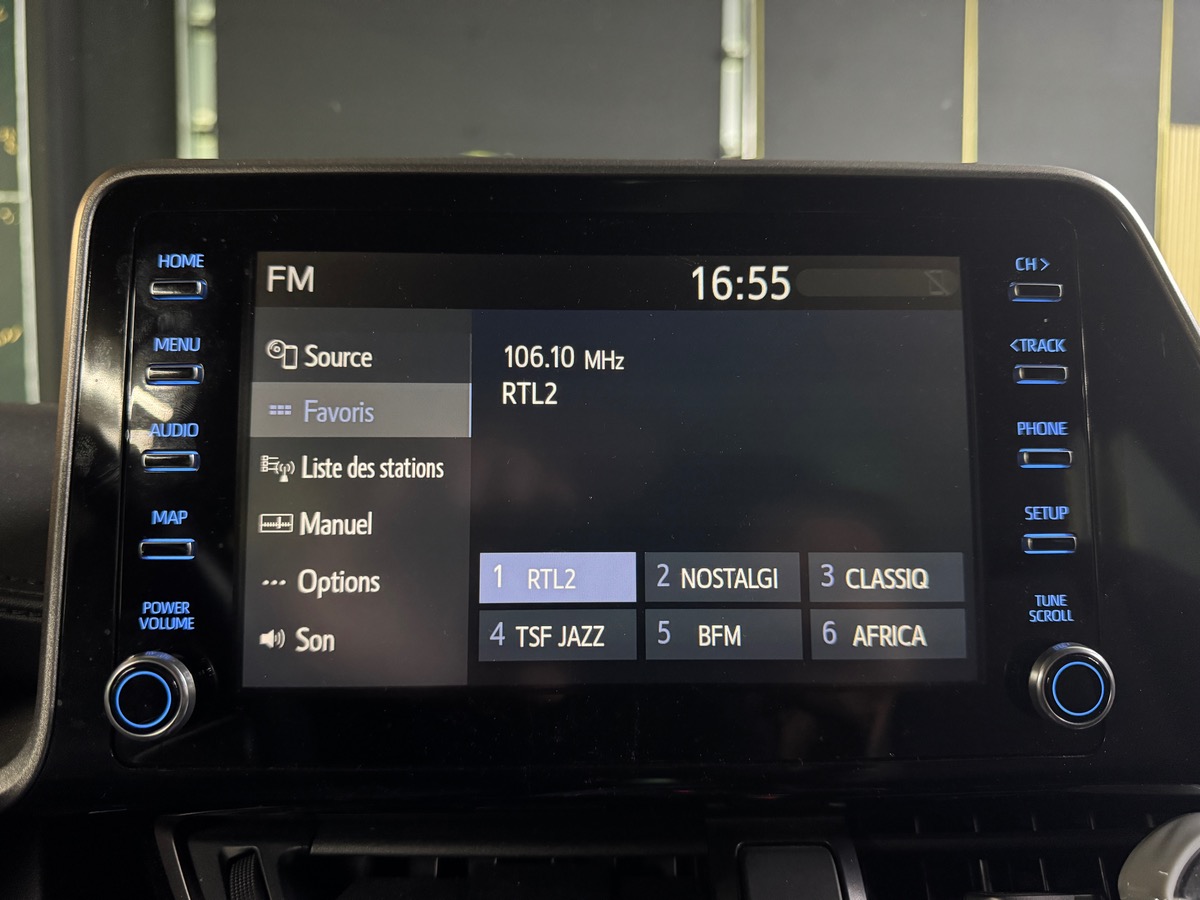 HOME
MENU
AUDIO
MAP
POWER
VOLUME
FM
16:55
Source
Favoris
Liste des stations
Manuel
Options
Son
106.10 MHz
RTL2
1 RTL2
2 NOSTALGI
3 CLASSIQ
4 TSF JAZZ
5 BFM
6 AFRICA
CH >
<TRACK
PHONE
SETUP
TUNE
SCROLL